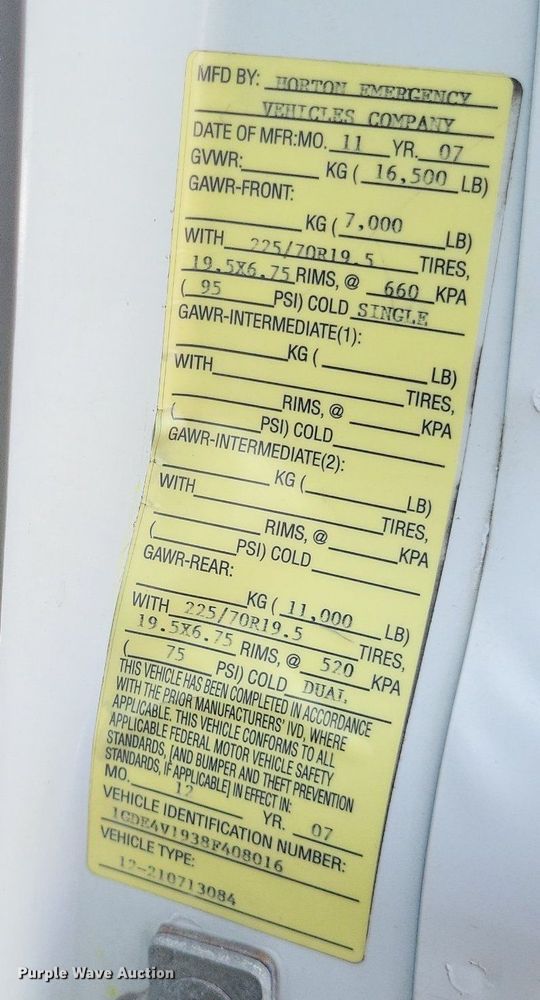 MFD BY: HORTON EMERGENCY
VEHICLES COMPANY
DATE OF MFR:MO. 11 YR. 07
GVWR: KG ( 16,500 LB)
GAWR-FRONT:
KG ( 7,000 LB)
WITH 225/70R19.5 TIRES,
19.5X6.75 RIMS, @ 660 KPA
( 95 PSI) COLD SINGLE
GAWR-INTERMEDIATE(1):
KG ( LB)
WITH TIRES,
RIMS, @ KPA
( PSI) COLD
GAWR-INTERMEDIATE(2):
KG ( LB)
WITH TIRES,
RIMS, @ KPA
( PSI) COLD
GAWR-REAR:
KG ( 11,000 LB)
WITH 225/70R19.5 TIRES,
19.5X6.75 RIMS, @ 520 KPA
( 75 PSI) COLD DUAL
THIS VEHICLE HAS BEEN COMPLETED IN ACCORDANCE
WITH THE PRIOR MANUFACTURERS' IVD, WHERE
APPLICABLE. THIS VEHICLE CONFORMS TO ALL
APPLICABLE FEDERAL MOTOR VEHICLE SAFETY
STANDARDS, [AND BUMPER AND THEFT PREVENTION
STANDARDS, IF APPLICABLE] IN EFFECT IN:
MO. 12 YR. 07
VEHICLE IDENTIFICATION NUMBER:
1GDE4V1938F408016
VEHICLE TYPE:
12-210713084
Purple Wave Auction